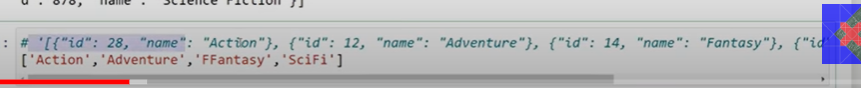 d': 878, "name": "Science Fiction"}]
: # '[{"id": 28, "name": "Action"}, {"id": 12, "name": "Adventure"}, {"id": 14, "name": "Fantasy"}, {"id
['Action','Adventure','FFantasy','SciFi']